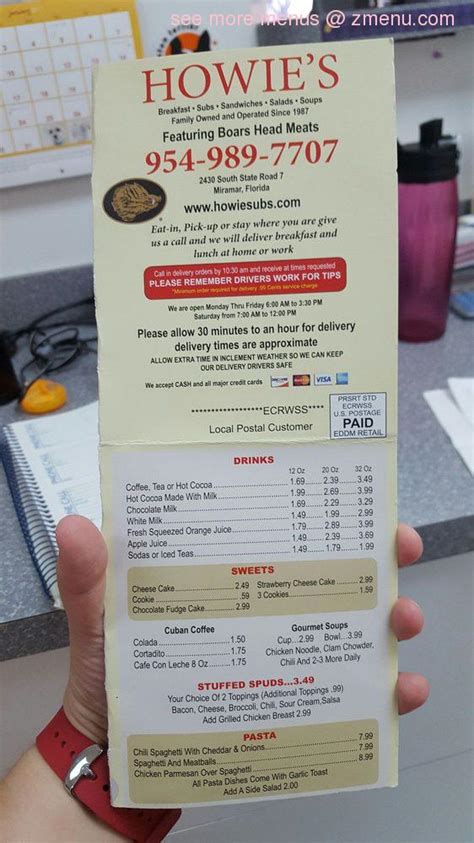 see more menus @ zmenu.com
HOWIE'S
Breakfast • Subs • Sandwiches • Salads • Soups
Family Owned and Operated Since 1987
Featuring Boars Head Meats
954-989-7707
2430 South State Road 7
Miramar, Florida
www.howiesubs.com
Eat-in, Pick-up or stay where you are give
us a call and we will deliver breakfast and
lunch at home or work
Call in delivery orders by 10:30 am and receive at times requested
PLEASE REMEMBER DRIVERS WORK FOR TIPS
*Minimum order required for delivery .99 Cents service charge
We are open Monday Thru Friday 6:00 AM to 3:30 PM
Saturday from 7:00 AM to 12:00 PM
Please allow 30 minutes to an hour for delivery
delivery times are approximate
ALLOW EXTRA TIME IN INCLEMENT WEATHER SO WE CAN KEEP
OUR DELIVERY DRIVERS SAFE
We accept CASH and all major credit cards DISCOVER MasterCard VISA
PRSRT STD
ECRWSS
U.S. POSTAGE
PAID
EDDM RETAIL
******************ECRWSS****
Local Postal Customer
DRINKS
12 Oz 20 Oz 32 Oz
Coffee, Tea or Hot Cocoa 1.69 2.39 3.49
Hot Cocoa Made With Milk 1.99 2.69 3.99
Chocolate Milk 1.69 2.29 3.29
White Milk 1.49 1.99 2.99
Fresh Squeezed Orange Juice 1.79 2.89 3.99
Apple Juice 1.49 2.39 3.69
Sodas or Iced Teas 1.49 1.79 1.99
SWEETS
Cheese Cake 2.49 Strawberry Cheese Cake 2.99
Cookie .59 3 Cookies 1.59
Chocolate Fudge Cake 2.99
Cuban Coffee
Colada 1.50
Cortadito 1.75
Cafe Con Leche 8 Oz 1.75
Gourmet Soups
Cup...2.99 Bowl...3.99
Chicken Noodle, Clam Chowder,
Chili And 2-3 More Daily
STUFFED SPUDS...3.49
Your Choice Of 2 Toppings (Additional Toppings .99)
Bacon, Cheese, Broccoli, Chili, Sour Cream,Salsa
Add Grilled Chicken Breast 2.99
PASTA
Chili Spaghetti With Cheddar & Onions 7.99
Spaghetti And Meatballs 7.99
Chicken Parmesan Over Spaghetti 8.99
All Pasta Dishes Come With Garlic Toast
Add A Side Salad 2.00